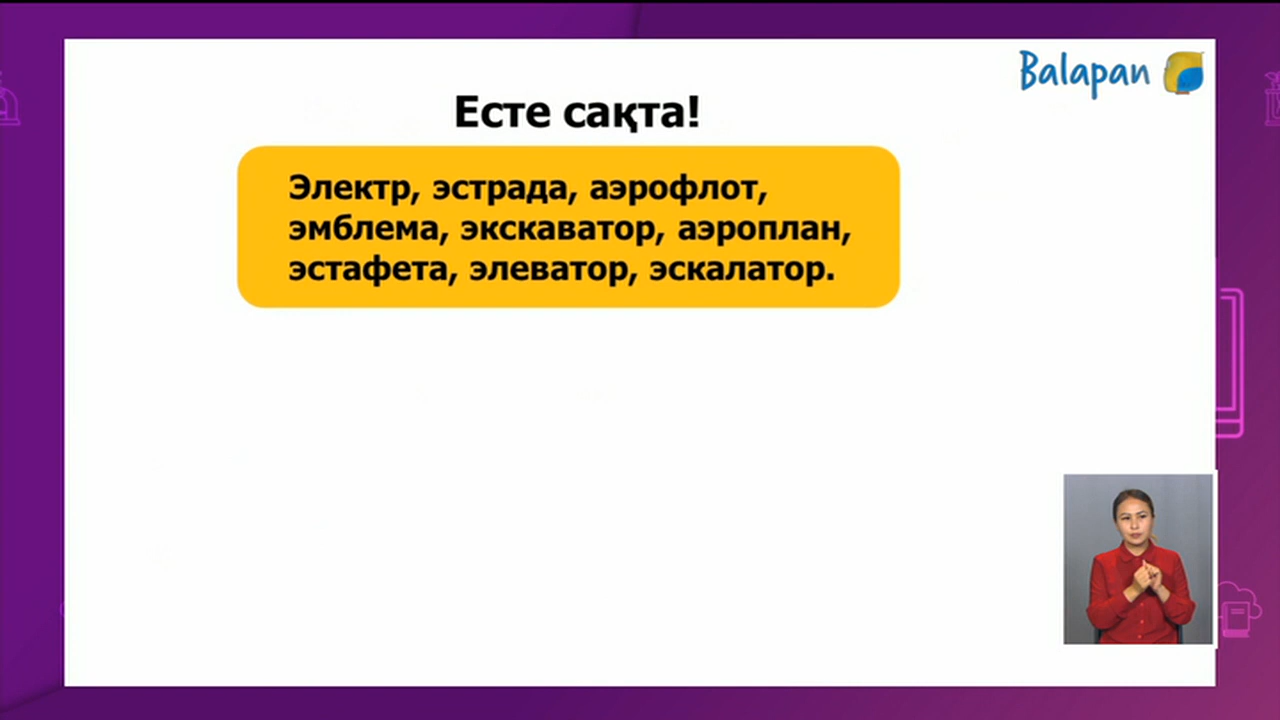 Balapan
Есте сақта!
Электр, эстрада, аэрофлот,
эмблема, экскаватор, аэроплан,
эстафета, элеватор, эскалатор.